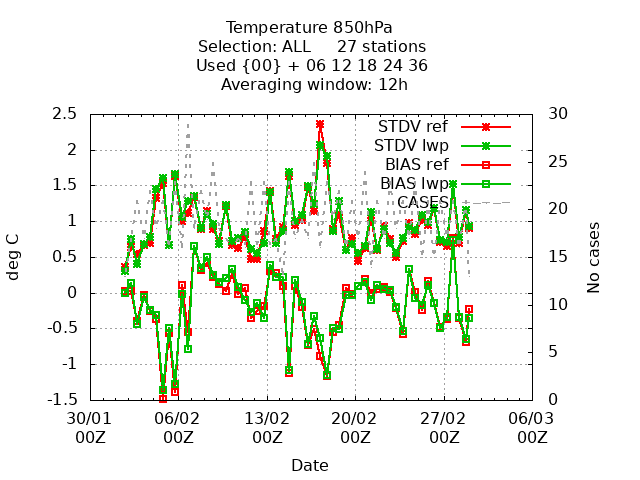 Temperature 850hPa
Selection: ALL 27 stations
Used {00} + 06 12 18 24 36
Averaging window: 12h
STDV ref
STDV lwp
BIAS ref
BIAS lwp
CASES
2.5
2
1.5
1
0.5
0
-0.5
-1
-1.5
deg C
30
25
20
15
10
5
0
No cases
30/01 06/02 13/02 20/02 27/02 06/03
00Z 00Z 00Z 00Z 00Z 00Z
Date